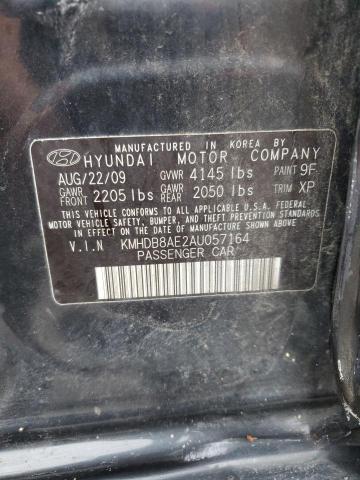 MANUFACTURED IN KOREA BY
HYUNDAI MOTOR COMPANY
AUG/22/09 GVWR 4145 lbs PAINT 9F
GAWR FRONT 2205 lbs GAWR REAR 2050 lbs TRIM XP
THIS VEHICLE CONFORMS TO ALL APPLICABLE U.S.A. FEDERAL
MOTOR VEHICLE SAFETY, BUMPER, AND THEFT PREVENTION
STANDARDS IN EFFECT ON THE DATE OF MANUFACTURE
SHOWN ABOVE.
V.I.N KMHDB8AE2AU057164
PASSENGER CAR